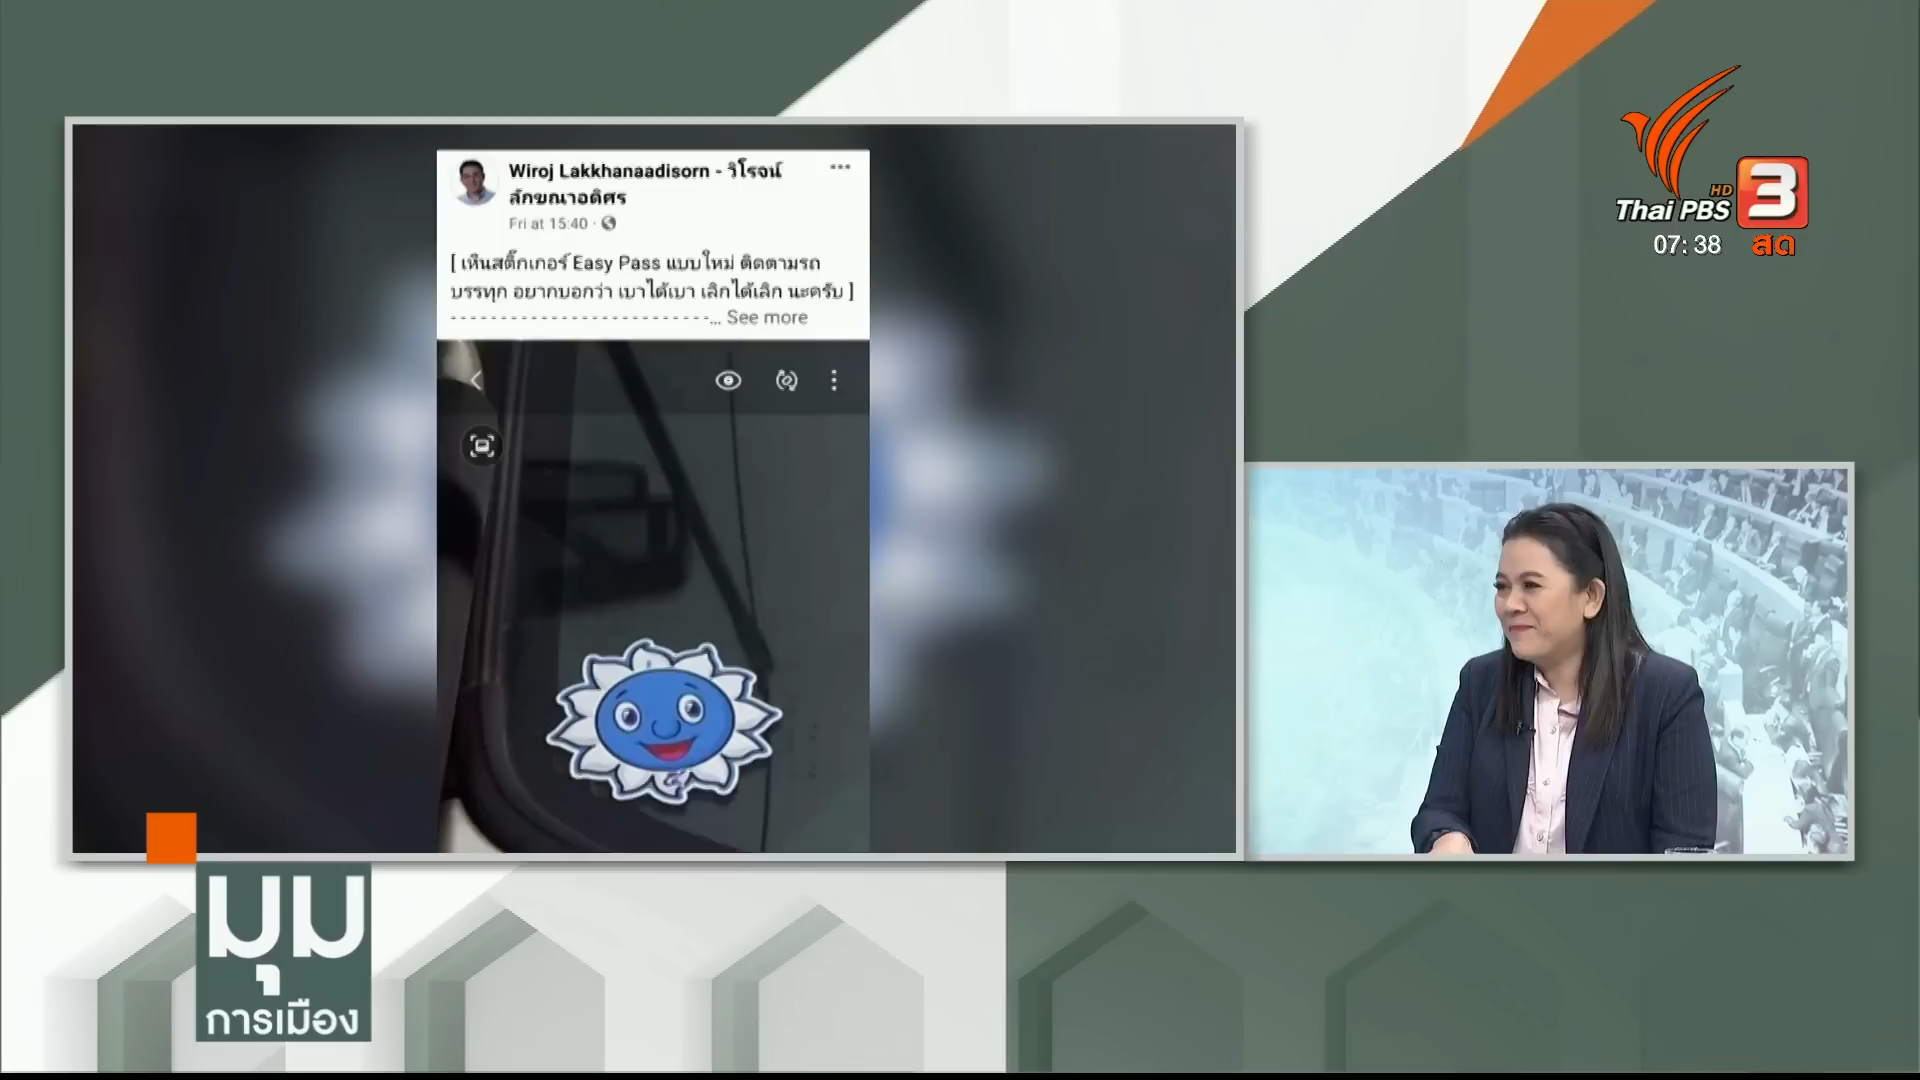 Wiroj Lakkhanaadisorn - วิโรจน์
ลักขณาอดิศร
Fri at 15:40 ·
[ เห็นสติ๊กเกอร์ Easy Pass แบบใหม่ ติดตามรถ
บรรทุก อยากบอกว่า เบาได้เบา เลิกได้เลิก นะครับ ]
--------------------------... See more
HD
Thai PBS 3
07:38 สด
มุม
การเมือง